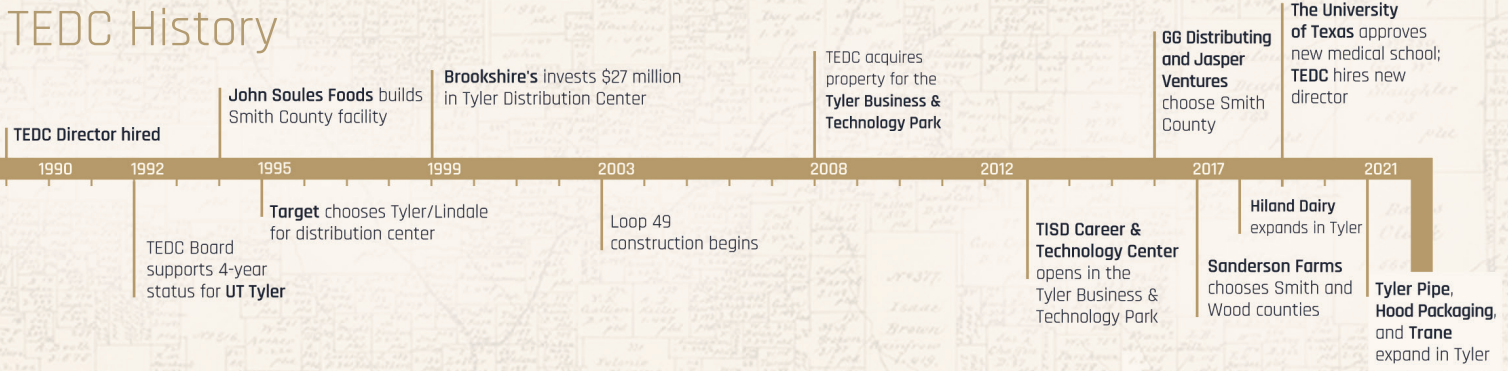 TEDC History
TEDC Director hired
John Soules Foods builds
Smith County facility
Brookshire's invests $27 million
in Tyler Distribution Center
TEDC acquires
property for the
Tyler Business &
Technology Park
GG Distributing
and Jasper
Ventures
choose Smith
County
The University
of Texas approves
new medical school;
TEDC hires new
director
1990 1992 1995 1999 2003 2008 2012 2017 2021
TEDC Board
supports 4-year
status for UT Tyler
Target chooses Tyler/Lindale
for distribution center
Loop 49
construction begins
TISD Career &
Technology Center
opens in the
Tyler Business &
Technology Park
Sanderson Farms
chooses Smith and
Wood counties
Hiland Dairy
expands in Tyler
Tyler Pipe,
Hood Packaging,
and Trane
expand in Tyler